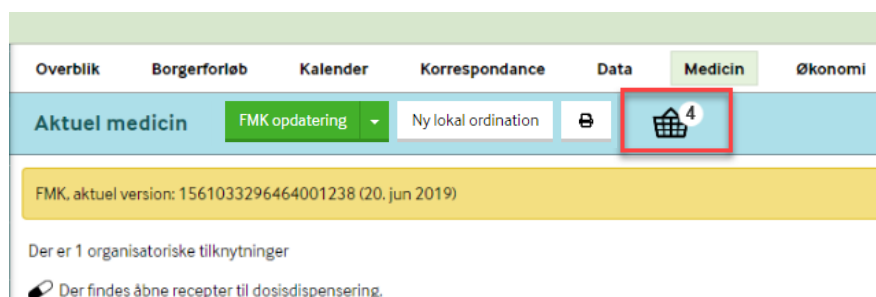 Overblik Borgerforløb Kalender Korrespondance Data Medicin Økonomi
Aktuel medicin FMK opdatering Ny lokal ordination 4
FMK, aktuel version: 1561033296464001238 (20. jun 2019)
Der er 1 organisatoriske tilknytninger
Der findes åbne recepter til dosisdispensering.